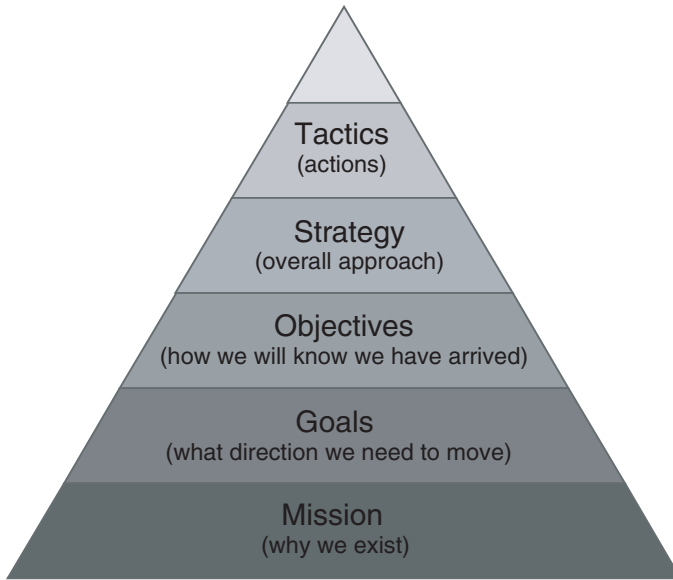 Tactics
(actions)
Strategy
(overall approach)
Objectives
(how we will know we have arrived)
Goals
(what direction we need to move)
Mission
(why we exist)